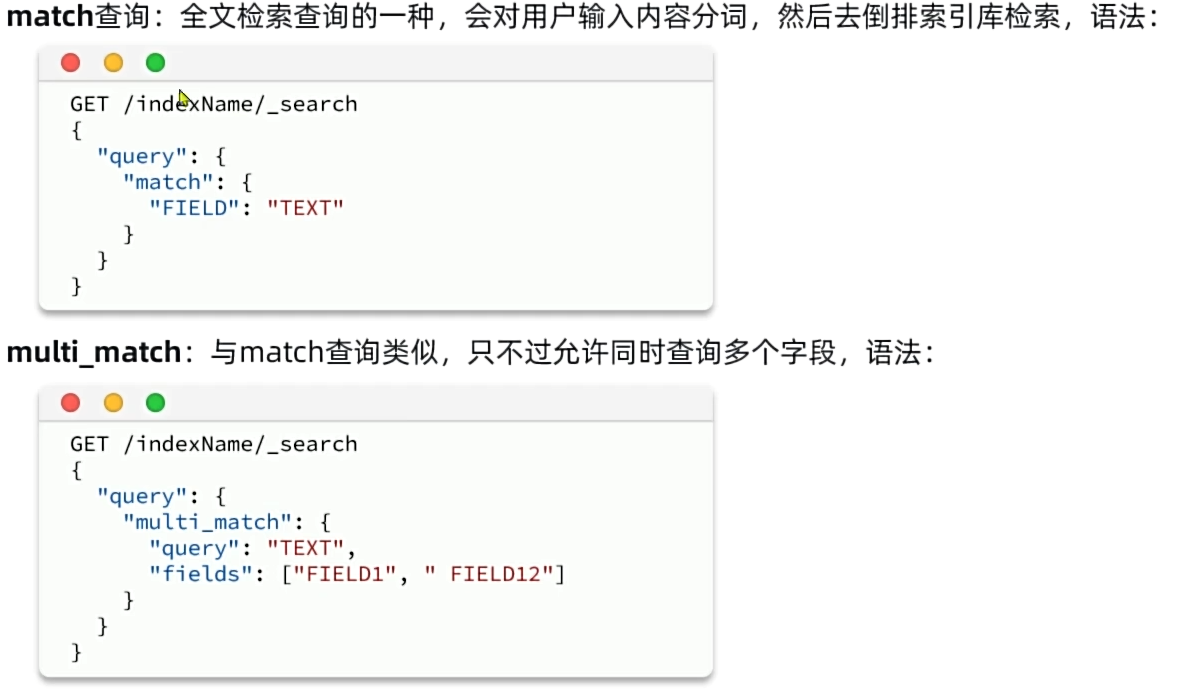 match查询：全文检索查询的一种，会对用户输入内容分词，然后去倒排索引库检索，语法：
GET /indexName/_search
{
  "query": {
    "match": {
      "FIELD": "TEXT"
    }
  }
}
multi_match：与match查询类似，只不过允许同时查询多个字段，语法：
GET /indexName/_search
{
  "query": {
    "multi_match": {
      "query": "TEXT",
      "fields": ["FIELD1", " FIELD12"]
    }
  }
}